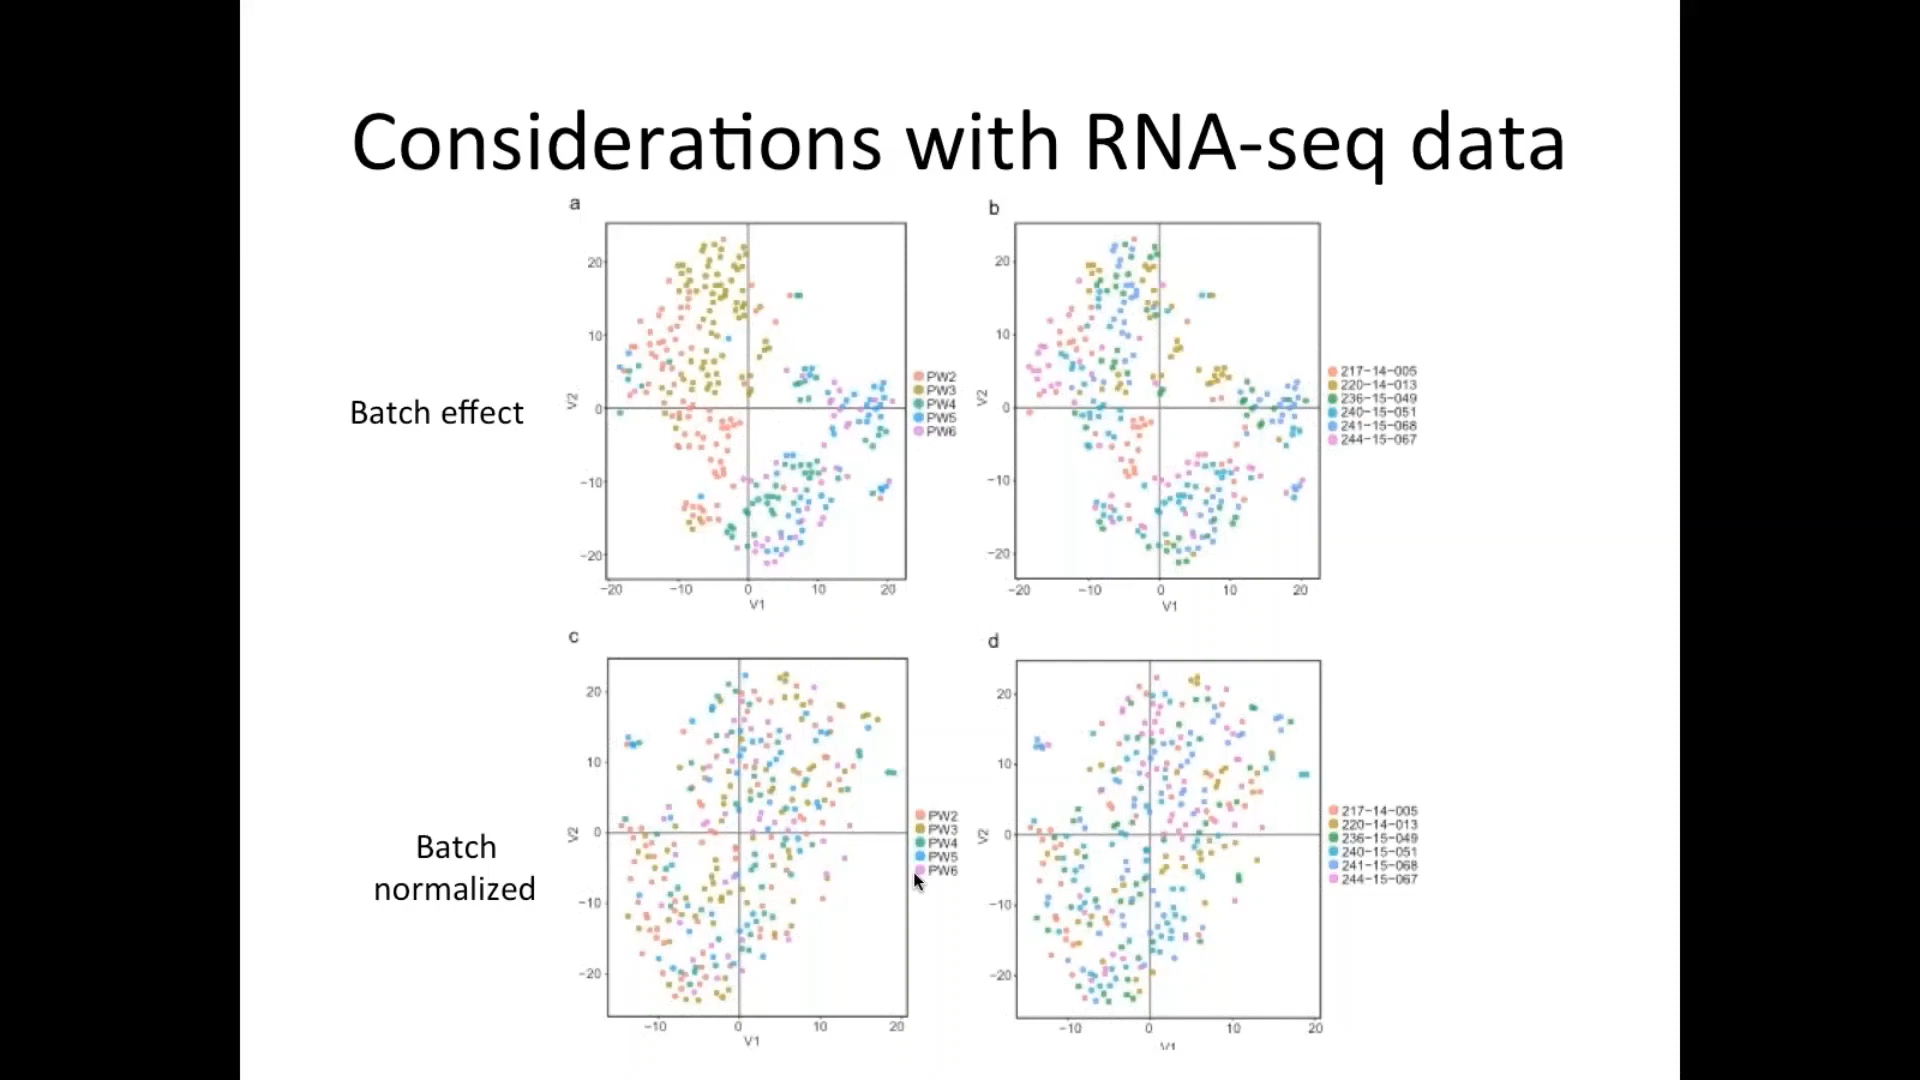 Considerations with RNA-seq data
a
b
Batch effect
V2
20
10
0
−10
−20
−20
−10
0
10
20
V1
PW2
PW3
PW4
PW5
PW6
V2
20
10
0
−10
−20
−20
−10
0
10
20
V1
217−14−005
220−14−013
236−15−049
240−15−051
241−15−068
244−15−067
c
d
Batch
normalized
V2
20
10
0
−10
−20
−10
0
10
20
V1
PW2
PW3
PW4
PW5
PW6
V2
20
10
0
−10
−20
−10
0
10
20
V1
217−14−005
220−14−013
236−15−049
240−15−051
241−15−068
244−15−067